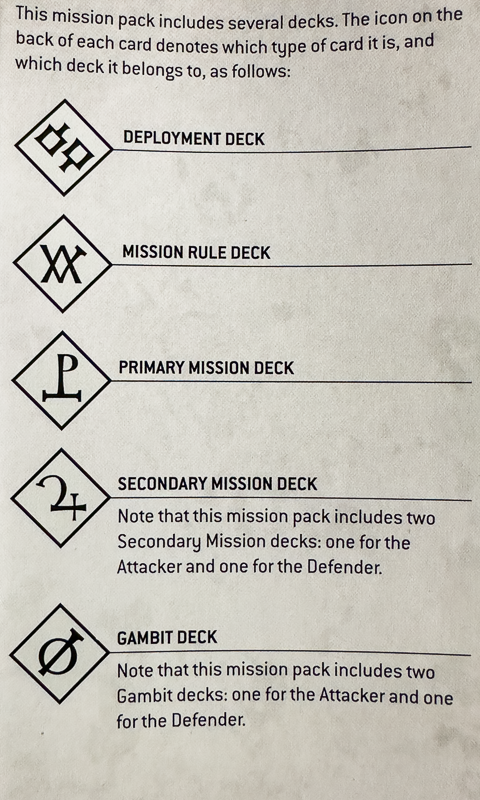 This mission pack includes several decks. The icon on the
back of each card denotes which type of card it is, and
which deck it belongs to, as follows:
DEPLOYMENT DECK
MISSION RULE DECK
PRIMARY MISSION DECK
SECONDARY MISSION DECK
Note that this mission pack includes two
Secondary Mission decks: one for the
Attacker and one for the Defender.
GAMBIT DECK
Note that this mission pack includes two
Gambit decks: one for the Attacker and one
for the Defender.